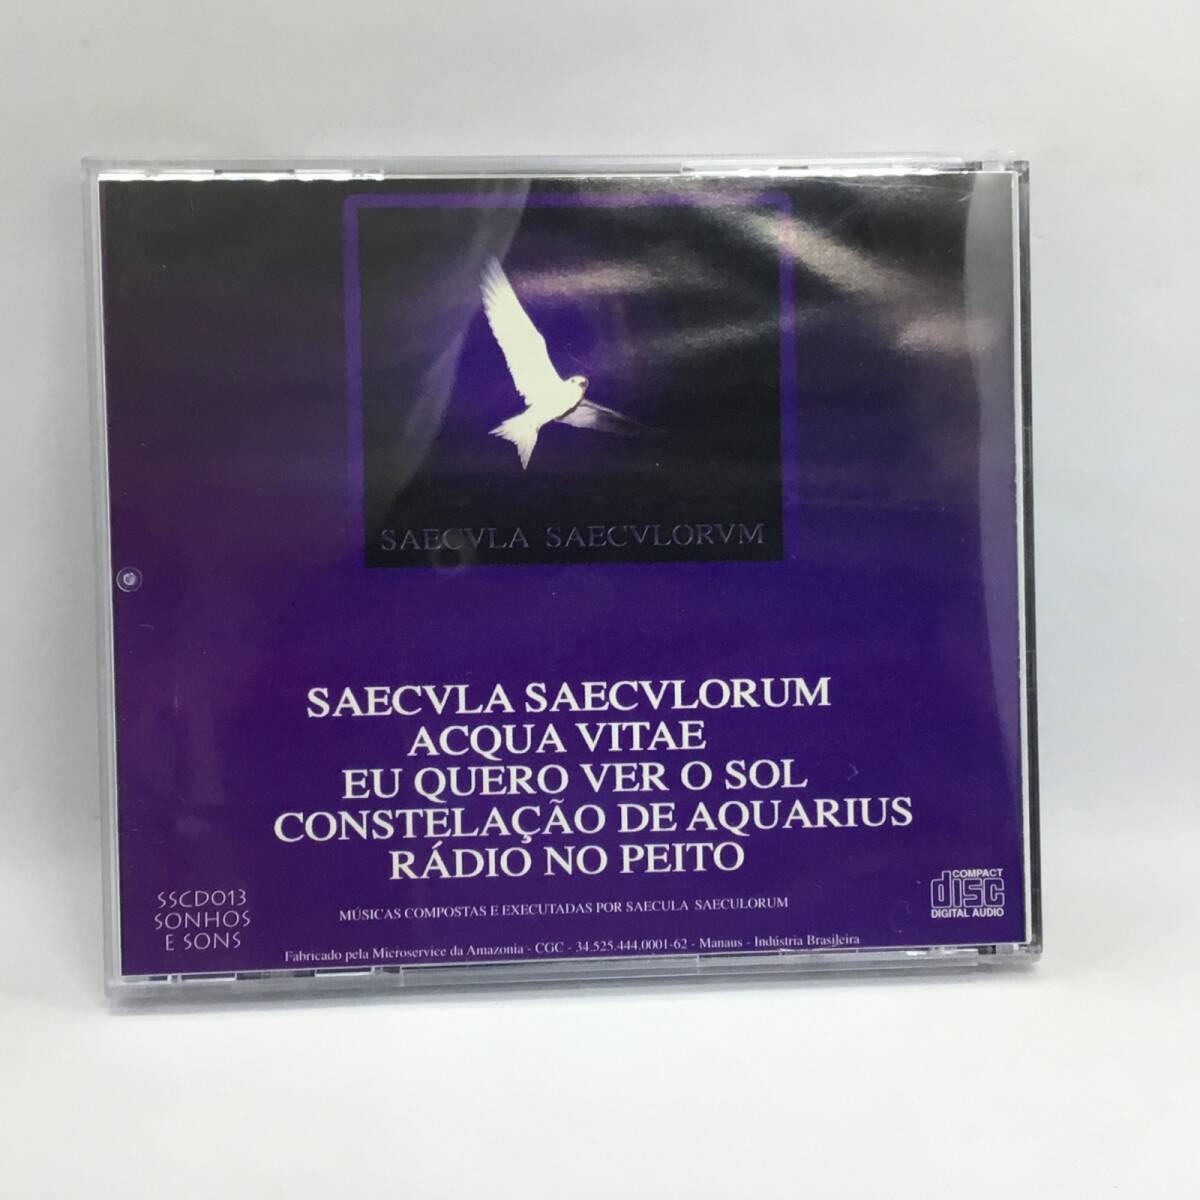 SAECVLA SAECVLORVM
SAECVLA SAECVLORUM
ACQUA VITAE
EU QUERO VER O SOL
CONSTELAÇÃO DE AQUARIUS
RÁDIO NO PEITO
MÚSICAS COMPOSTAS E EXECUTADAS POR SAECULA SAECULORUM
Fabricado pela Microservice da Amazonia - CGC - 34.525.444.0001-62 - Manaus - Indústria Brasileira
SSCD013
SONHOS
E SONS
COMPACT
disc
DIGITAL AUDIO